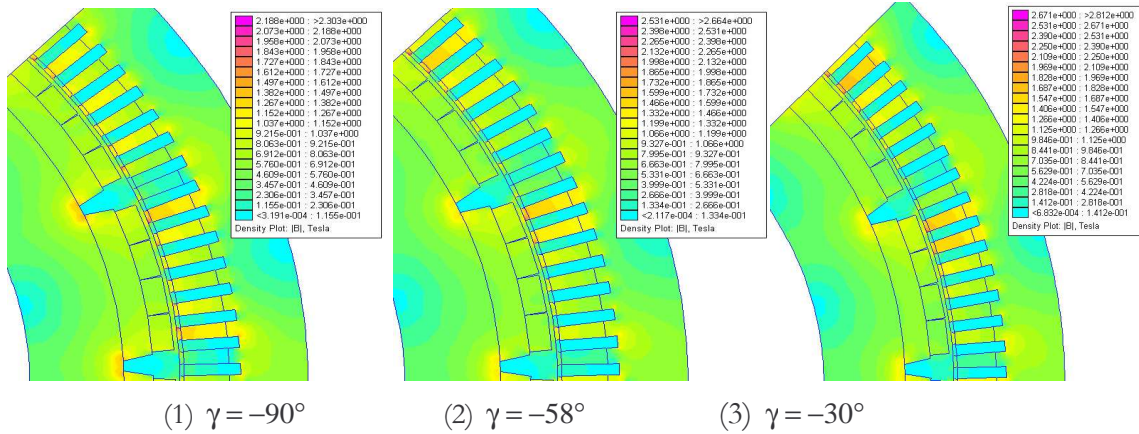 2.188e+000 : >2.303e+000
2.073e+000 : 2.188e+000
1.958e+000 : 2.073e+000
1.843e+000 : 1.958e+000
1.727e+000 : 1.843e+000
1.612e+000 : 1.727e+000
1.497e+000 : 1.612e+000
1.382e+000 : 1.497e+000
1.267e+000 : 1.382e+000
1.152e+000 : 1.267e+000
1.037e+000 : 1.152e+000
9.215e-001 : 1.037e+000
8.063e-001 : 9.215e-001
6.912e-001 : 8.063e-001
5.760e-001 : 6.912e-001
4.609e-001 : 5.760e-001
3.457e-001 : 4.609e-001
2.306e-001 : 3.457e-001
1.155e-001 : 2.306e-001
<3.191e-004 : 1.155e-001
Density Plot: |B|, Tesla
2.531e+000 : >2.664e+000
2.398e+000 : 2.531e+000
2.265e+000 : 2.398e+000
2.132e+000 : 2.265e+000
1.998e+000 : 2.132e+000
1.865e+000 : 1.998e+000
1.732e+000 : 1.865e+000
1.599e+000 : 1.732e+000
1.466e+000 : 1.599e+000
1.332e+000 : 1.466e+000
1.199e+000 : 1.332e+000
1.066e+000 : 1.199e+000
9.327e-001 : 1.066e+000
7.995e-001 : 9.327e-001
6.663e-001 : 7.995e-001
5.331e-001 : 6.663e-001
3.999e-001 : 5.331e-001
2.666e-001 : 3.999e-001
1.334e-001 : 2.666e-001
<2.117e-004 : 1.334e-001
Density Plot: |B|, Tesla
2.671e+000 : >2.812e+000
2.531e+000 : 2.671e+000
2.390e+000 : 2.531e+000
2.250e+000 : 2.390e+000
2.109e+000 : 2.250e+000
1.969e+000 : 2.109e+000
1.828e+000 : 1.969e+000
1.687e+000 : 1.828e+000
1.547e+000 : 1.687e+000
1.406e+000 : 1.547e+000
1.266e+000 : 1.406e+000
1.125e+000 : 1.266e+000
9.846e-001 : 1.125e+000
8.441e-001 : 9.846e-001
7.035e-001 : 8.441e-001
5.629e-001 : 7.035e-001
4.224e-001 : 5.629e-001
2.818e-001 : 4.224e-001
1.412e-001 : 2.818e-001
<6.832e-004 : 1.412e-001
Density Plot: |B|, Tesla
(1) γ = −90°
(2) γ = −58°
(3) γ = −30°